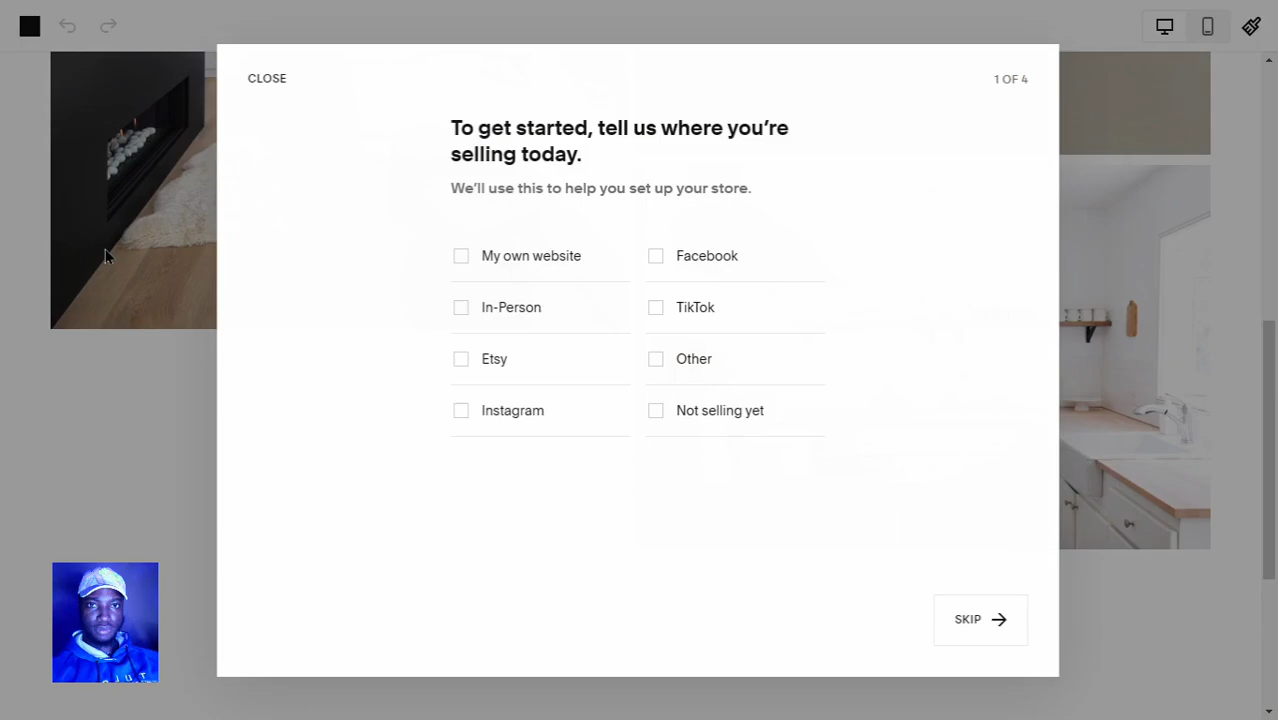 CLOSE
1 OF 4
To get started, tell us where you’re
selling today.
We’ll use this to help you set up your store.
My own website
Facebook
In-Person
TikTok
Etsy
Other
Instagram
Not selling yet
SKIP